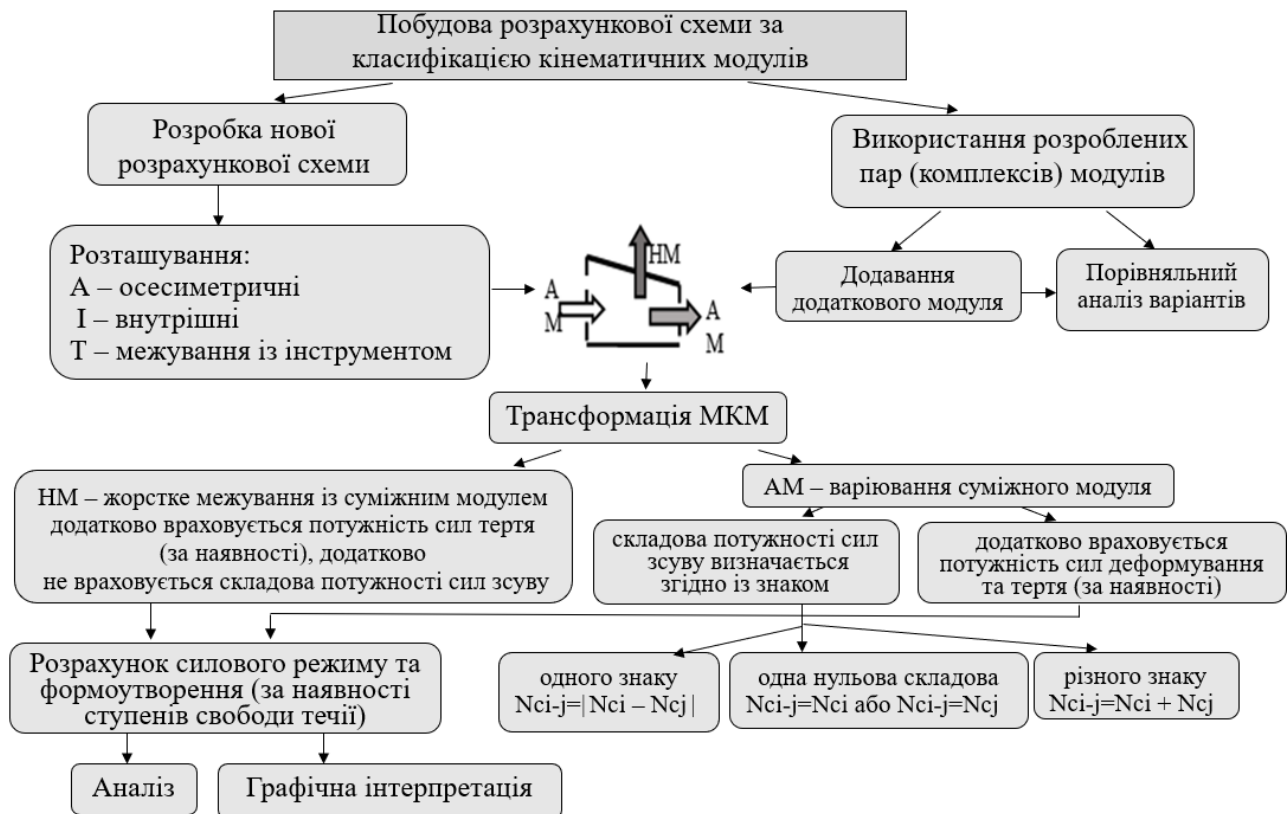 Побудова розрахункової схеми за
класифікацією кінематичних модулів
Розробка нової
розрахункової схеми
Використання розроблених
пар (комплексів) модулів
Розташування:
А – осесиметричні
І – внутрішні
Т – межування із інструментом
НМ
А
М
А
М
Додавання
додаткового модуля
Порівняльний
аналіз варіантів
Трансформація МКМ
НМ – жорстке межування із суміжним модулем
додатково враховується потужність сил тертя
(за наявності), додатково
не враховується складова потужності сил зсуву
АМ – варіювання суміжного модуля
складова потужності сил
зсуву визначається
згідно із знаком
додатково враховується
потужність сил деформування
та тертя (за наявності)
Розрахунок силового режиму та
формоутворення (за наявності
ступенів свободи течії)
одного знаку
Nci-j=|Nci – Ncj|
одна нульова складова
Nci-j=Nci або Nci-j=Ncj
різного знаку
Nci-j=Nci + Ncj
Аналіз
Графічна інтерпретація